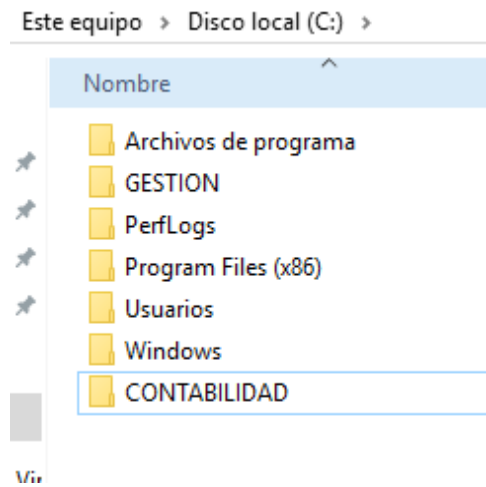 Este equipo > Disco local (C:) >
Nombre
Archivos de programa
GESTION
PerfLogs
Program Files (x86)
Usuarios
Windows
CONTABILIDAD